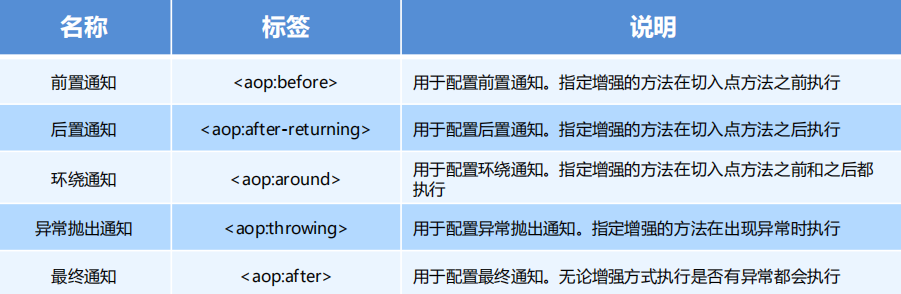 名称 标签 说明
前置通知 <aop:before> 用于配置前置通知。指定增强的方法在切入点方法之前执行
后置通知 <aop:after-returning> 用于配置后置通知。指定增强的方法在切入点方法之后执行
环绕通知 <aop:around> 用于配置环绕通知。指定增强的方法在切入点方法之前和之后都
执行
异常抛出通知 <aop:throwing> 用于配置异常抛出通知。指定增强的方法在出现异常时执行
最终通知 <aop:after> 用于配置最终通知。无论增强方式执行是否有异常都会执行